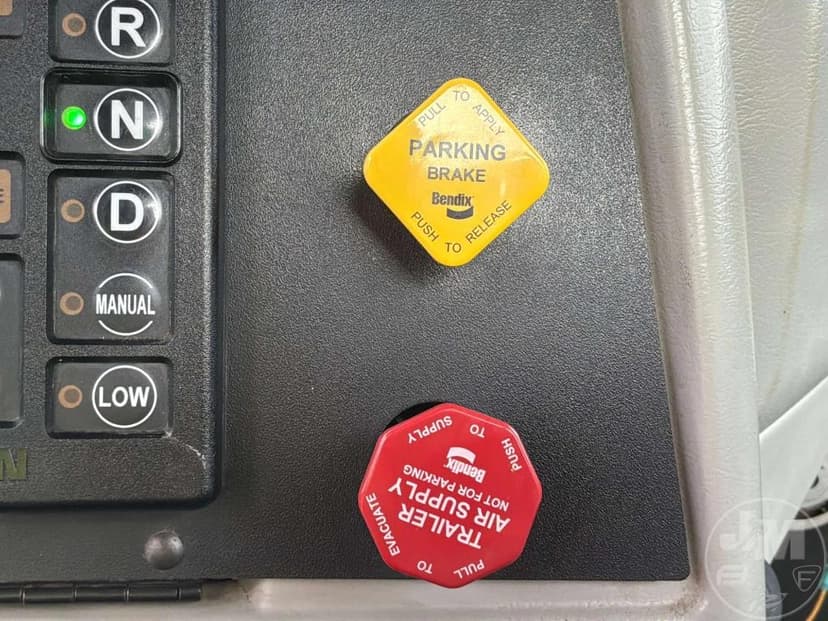 R
N
D
MANUAL
LOW
PULL TO APPLY
PARKING
BRAKE
Bendix
PUSH TO RELEASE
PUSH TO SUPPLY
Bendix
TRAILER
AIR SUPPLY
NOT FOR PARKING
PULL TO EVACUATE
N
E
J&M
F